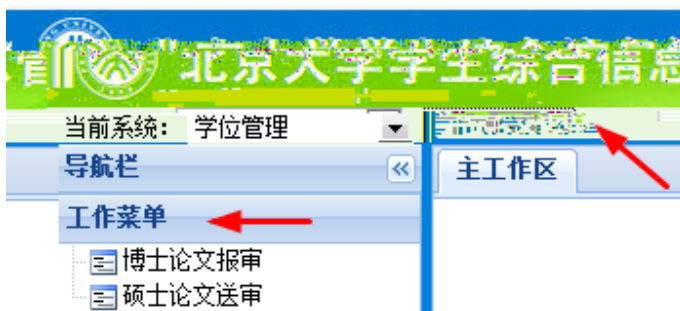 北京大学学生综合信息
当前系统: 学位管理
导航栏
主工作区
工作菜单
博士论文报审
硕士论文送审